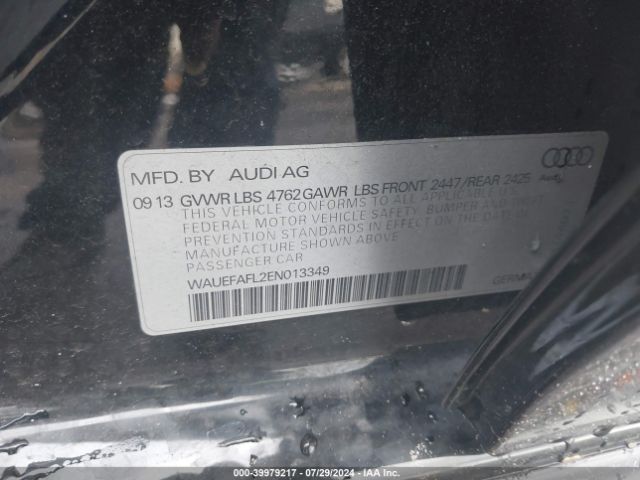 MFD. BY AUDI AG
09 13 GVWR LBS 4762 GAWR LBS FRONT 2447/REAR 2425
THIS VEHICLE CONFORMS TO ALL APPLICABLE U.S.
FEDERAL MOTOR VEHICLE SAFETY, BUMPER AND THEFT
PREVENTION STANDARDS IN EFFECT ON THE DATE OF
MANUFACTURE SHOWN ABOVE
PASSENGER CAR
WAUEFAFL2EN013349
Audi
000-39979217 / 07/29/2024 / IAA Inc.